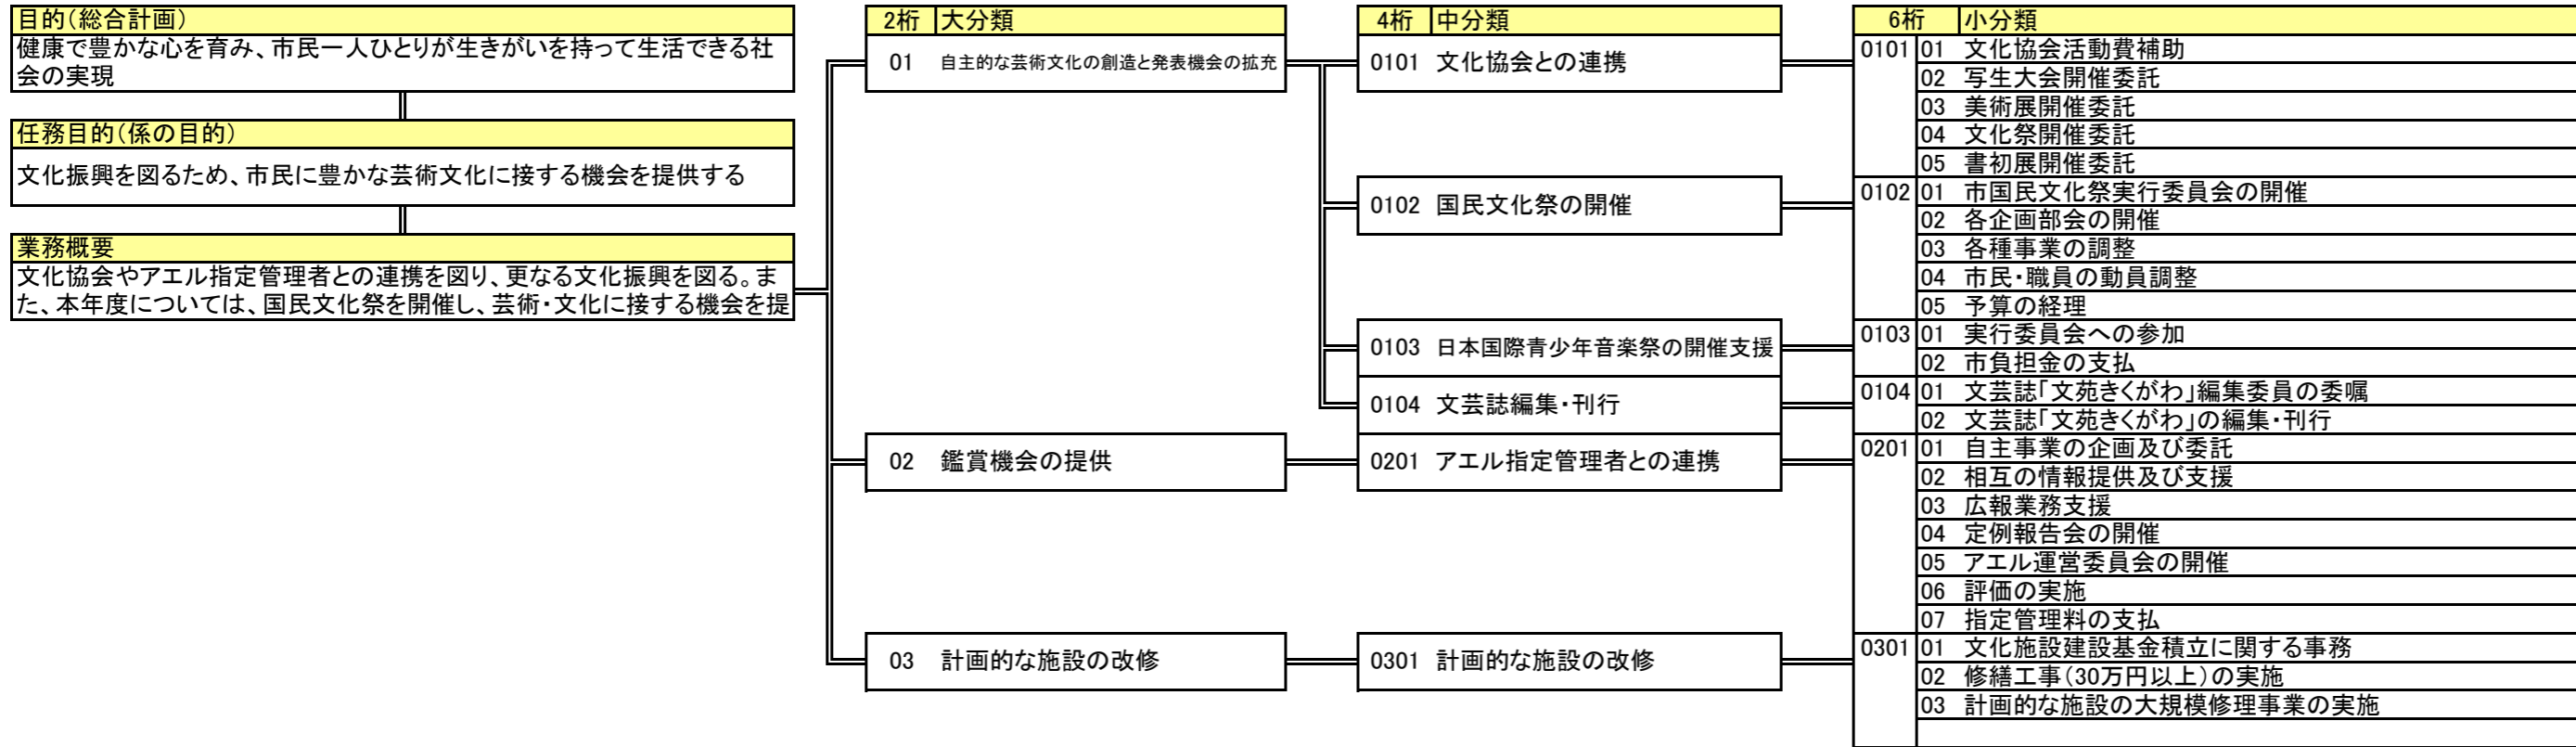 目的(総合計画)
健康で豊かな心を育み、市民一人ひとりが生きがいを持って生活できる社
会の実現
任務目的(係の目的)
文化振興を図るため、市民に豊かな芸術文化に接する機会を提供する
業務概要
文化協会やアエル指定管理者との連携を図り、更なる文化振興を図る。ま
た、本年度については、国民文化祭を開催し、芸術・文化に接する機会を提
2桁 大分類
01 自主的な芸術文化の創造と発表機会の拡充
02 鑑賞機会の提供
03 計画的な施設の改修
4桁 中分類
0101 文化協会との連携
0102 国民文化祭の開催
0103 日本国際青少年音楽祭の開催支援
0104 文芸誌編集・刊行
0201 アエル指定管理者との連携
0301 計画的な施設の改修
6桁 小分類
0101 01 文化協会活動費補助
02 写生大会開催委託
03 美術展開催委託
04 文化祭開催委託
05 書初展開催委託
0102 01 市国民文化祭実行委員会の開催
02 各企画部会の開催
03 各種事業の調整
04 市民・職員の動員調整
05 予算の経理
0103 01 実行委員会への参加
02 市負担金の支払
0104 01 文芸誌「文苑きくがわ」編集委員の委嘱
02 文芸誌「文苑きくがわ」の編集・刊行
0201 01 自主事業の企画及び委託
02 相互の情報提供及び支援
03 広報業務支援
04 定例報告会の開催
05 アエル運営委員会の開催
06 評価の実施
07 指定管理料の支払
0301 01 文化施設建設基金積立に関する事務
02 修繕工事(30万円以上)の実施
03 計画的な施設の大規模修理事業の実施